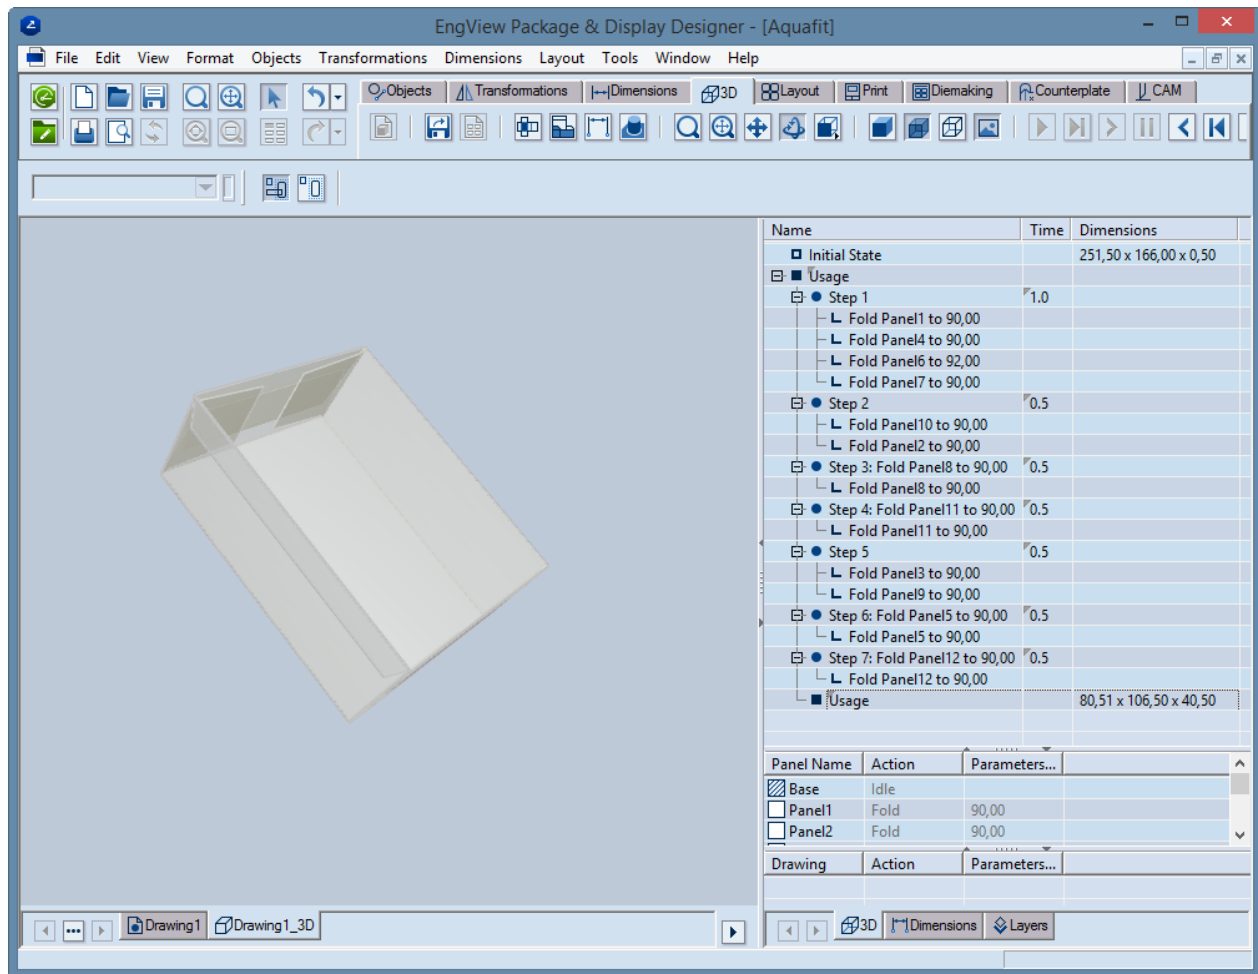 EngView Package & Display Designer - [Aquafit]
File Edit View Format Objects Transformations Dimensions Layout Tools Window Help
Objects Transformations Dimensions 3D Layout Print Diemaking Counterplate CAM
Name Time Dimensions
Initial State 251,50 x 166,00 x 0,50
Usage
Step 1 1.0
Fold Panel1 to 90,00
Fold Panel4 to 90,00
Fold Panel6 to 92,00
Fold Panel7 to 90,00
Step 2 0.5
Fold Panel10 to 90,00
Fold Panel2 to 90,00
Step 3: Fold Panel8 to 90,00 0.5
Fold Panel8 to 90,00
Step 4: Fold Panel11 to 90,00 0.5
Fold Panel11 to 90,00
Step 5 0.5
Fold Panel3 to 90,00
Fold Panel9 to 90,00
Step 6: Fold Panel5 to 90,00 0.5
Fold Panel5 to 90,00
Step 7: Fold Panel12 to 90,00 0.5
Fold Panel12 to 90,00
Usage 80,51 x 106,50 x 40,50
Panel Name Action Parameters...
Base Idle
Panel1 Fold 90,00
Panel2 Fold 90,00
Drawing Action Parameters...
Drawing1 Drawing1_3D 3D Dimensions Layers